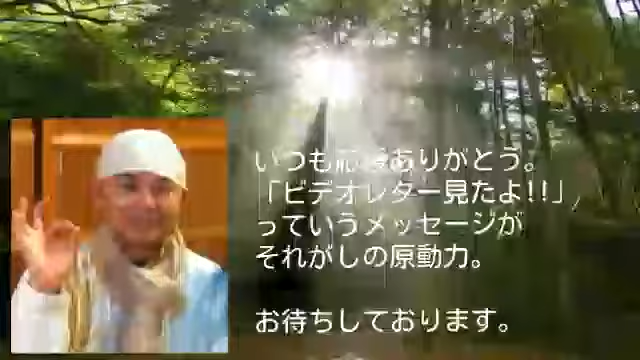 いつも応援ありがとう。
「ビデオレター見たよ!!」
っていうメッセージが
それがしの原動力。
お待ちしております。